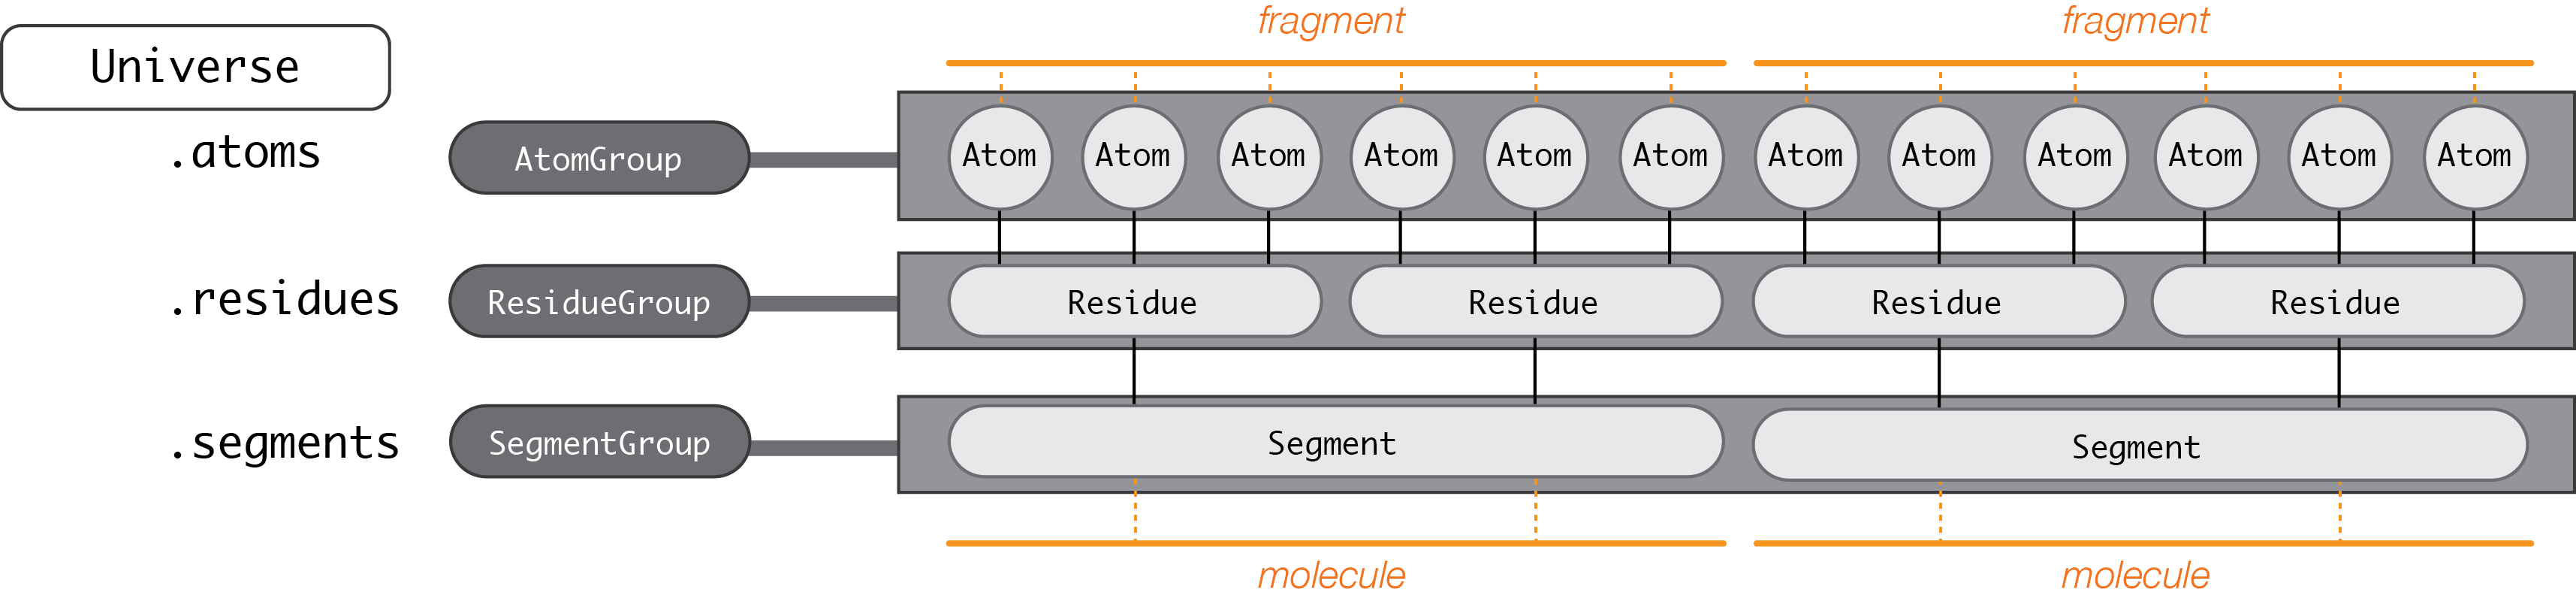 fragment fragment
Universe
.atoms AtomGroup Atom Atom Atom Atom Atom Atom Atom Atom Atom Atom Atom Atom
.residues ResidueGroup Residue Residue Residue Residue
.segments SegmentGroup Segment Segment
molecule molecule